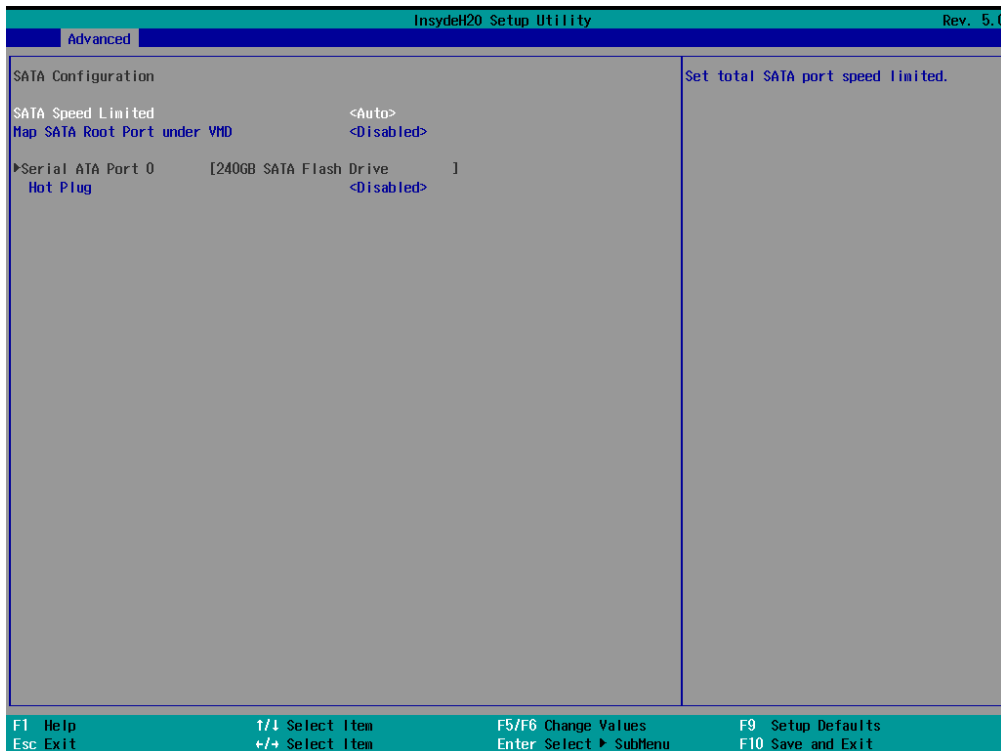 InsydeH20 Setup Utility Rev. 5.0
Advanced
SATA Configuration
Set total SATA port speed limited.
SATA Speed Limited <Auto>
Map SATA Root Port under VMD <Disabled>
▶Serial ATA Port 0 [240GB SATA Flash Drive ]
Hot Plug <Disabled>
F1 Help ↑/↓ Select Item F5/F6 Change Values F9 Setup Defaults
Esc Exit ←/→ Select Item Enter Select ▶ SubMenu F10 Save and Exit